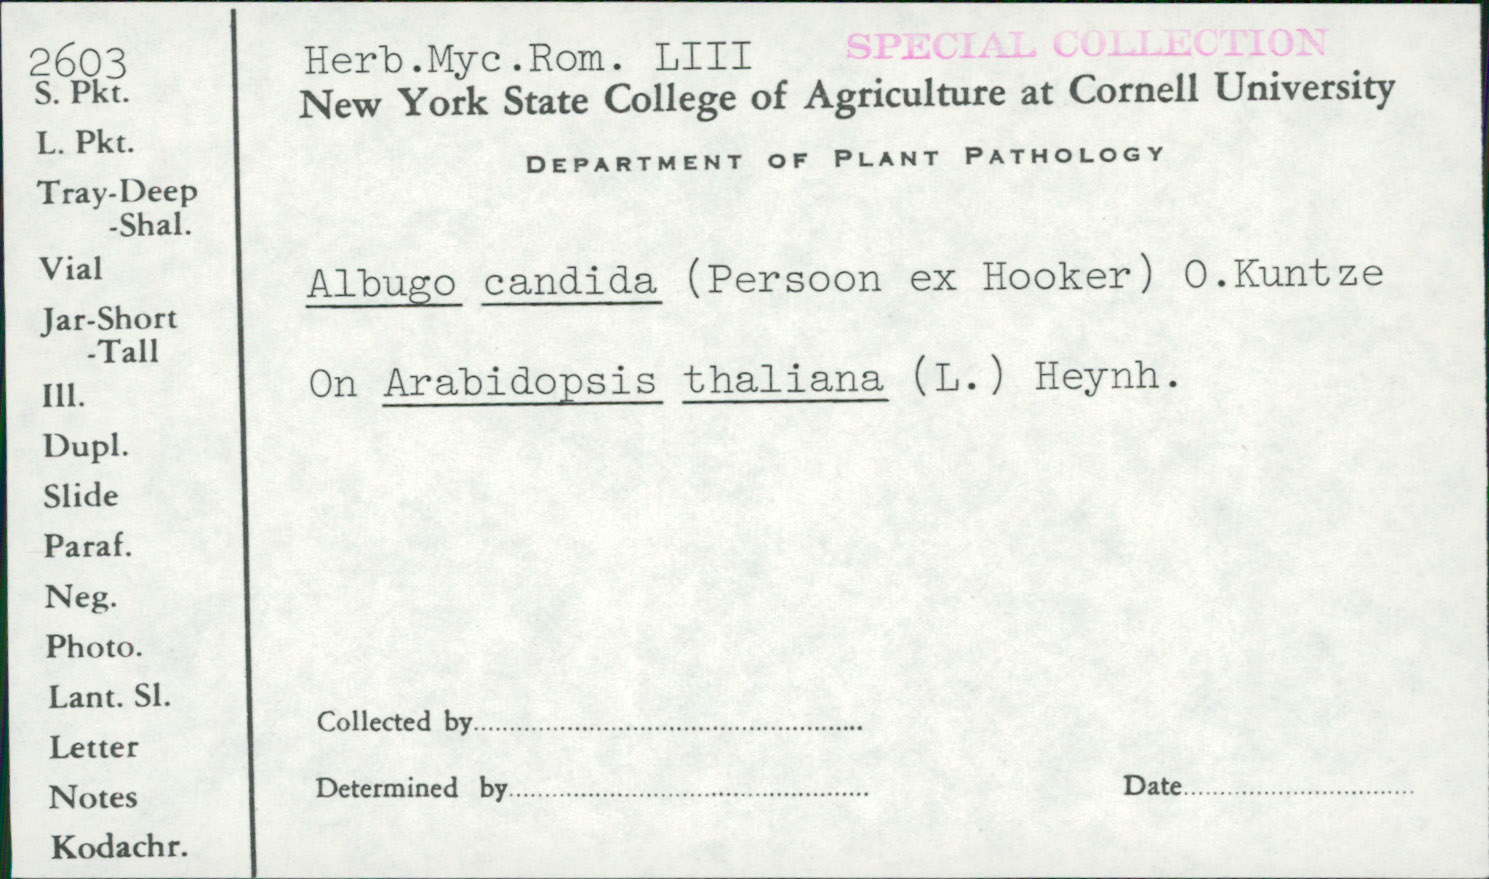 2603
S. Pkt.
L. Pkt.
Tray-Deep
-Shal.
Vial
Jar-Short
-Tall
Ill.
Dupl.
Slide
Paraf.
Neg.
Photo.
Lant. Sl.
Letter
Notes
Kodachr.
Herb.Myc.Rom. LIII
SPECIAL COLLECTION
New York State College of Agriculture at Cornell University
DEPARTMENT OF PLANT PATHOLOGY
Albugo candida (Persoon ex Hooker) O.Kuntze
On Arabidopsis thaliana (L.) Heynh.
Collected by
Determined by
Date